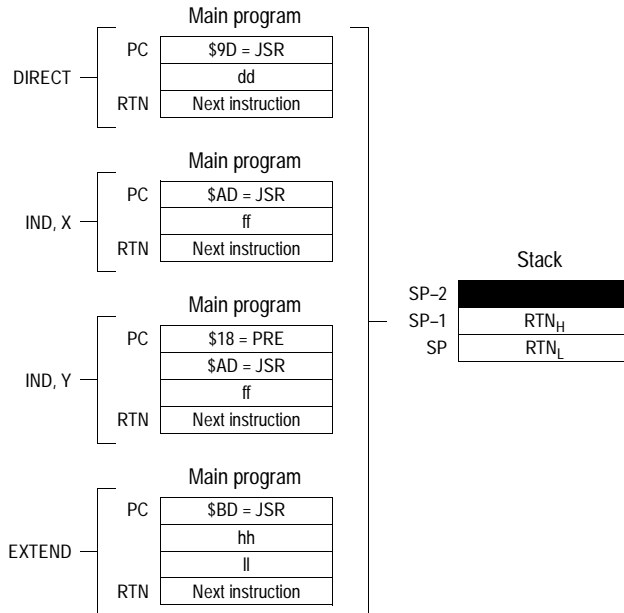 Main program
PC $9D = JSR
DIRECT dd
RTN Next instruction
Main program
PC $AD = JSR
IND, X ff
RTN Next instruction
Main program
PC $18 = PRE
$AD = JSR
IND, Y ff
RTN Next instruction
Main program
PC $BD = JSR
hh
EXTEND ll
RTN Next instruction
Stack
SP–2
SP–1 RTNH
SP RTNL